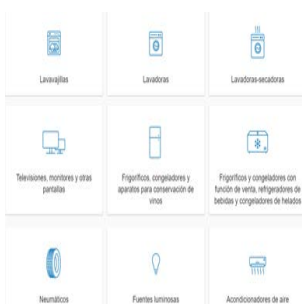 Lavavajillas
Lavadoras
Lavadoras-secadoras
Televisiones, monitores y otras
pantallas
Frigoríficos, congeladores y
aparatos para conservación de
vinos
Frigoríficos y congeladores con
función de venta, refrigeradores de
bebidas y congeladores de helados
Neumáticos
Fuentes luminosas
Acondicionadores de aire